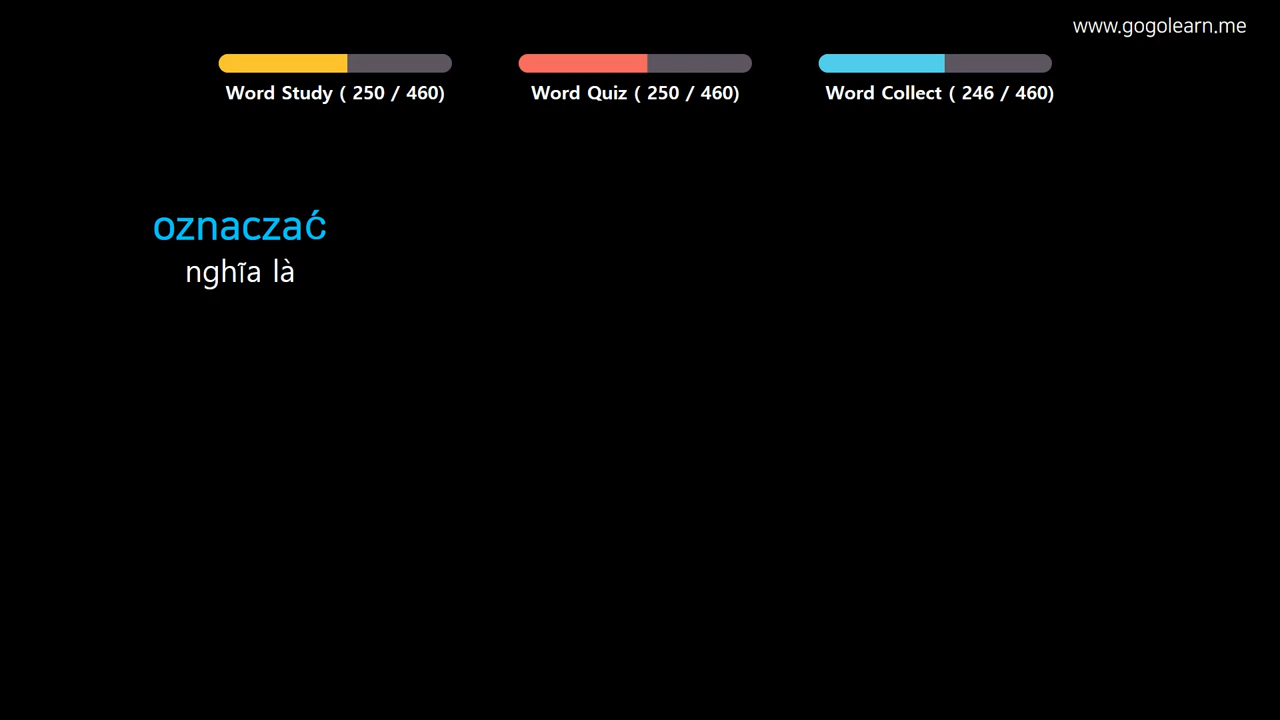 www.gogolearn.me
Word Study ( 250 / 460)
Word Quiz ( 250 / 460)
Word Collect ( 246 / 460)
oznaczać
nghĩa là